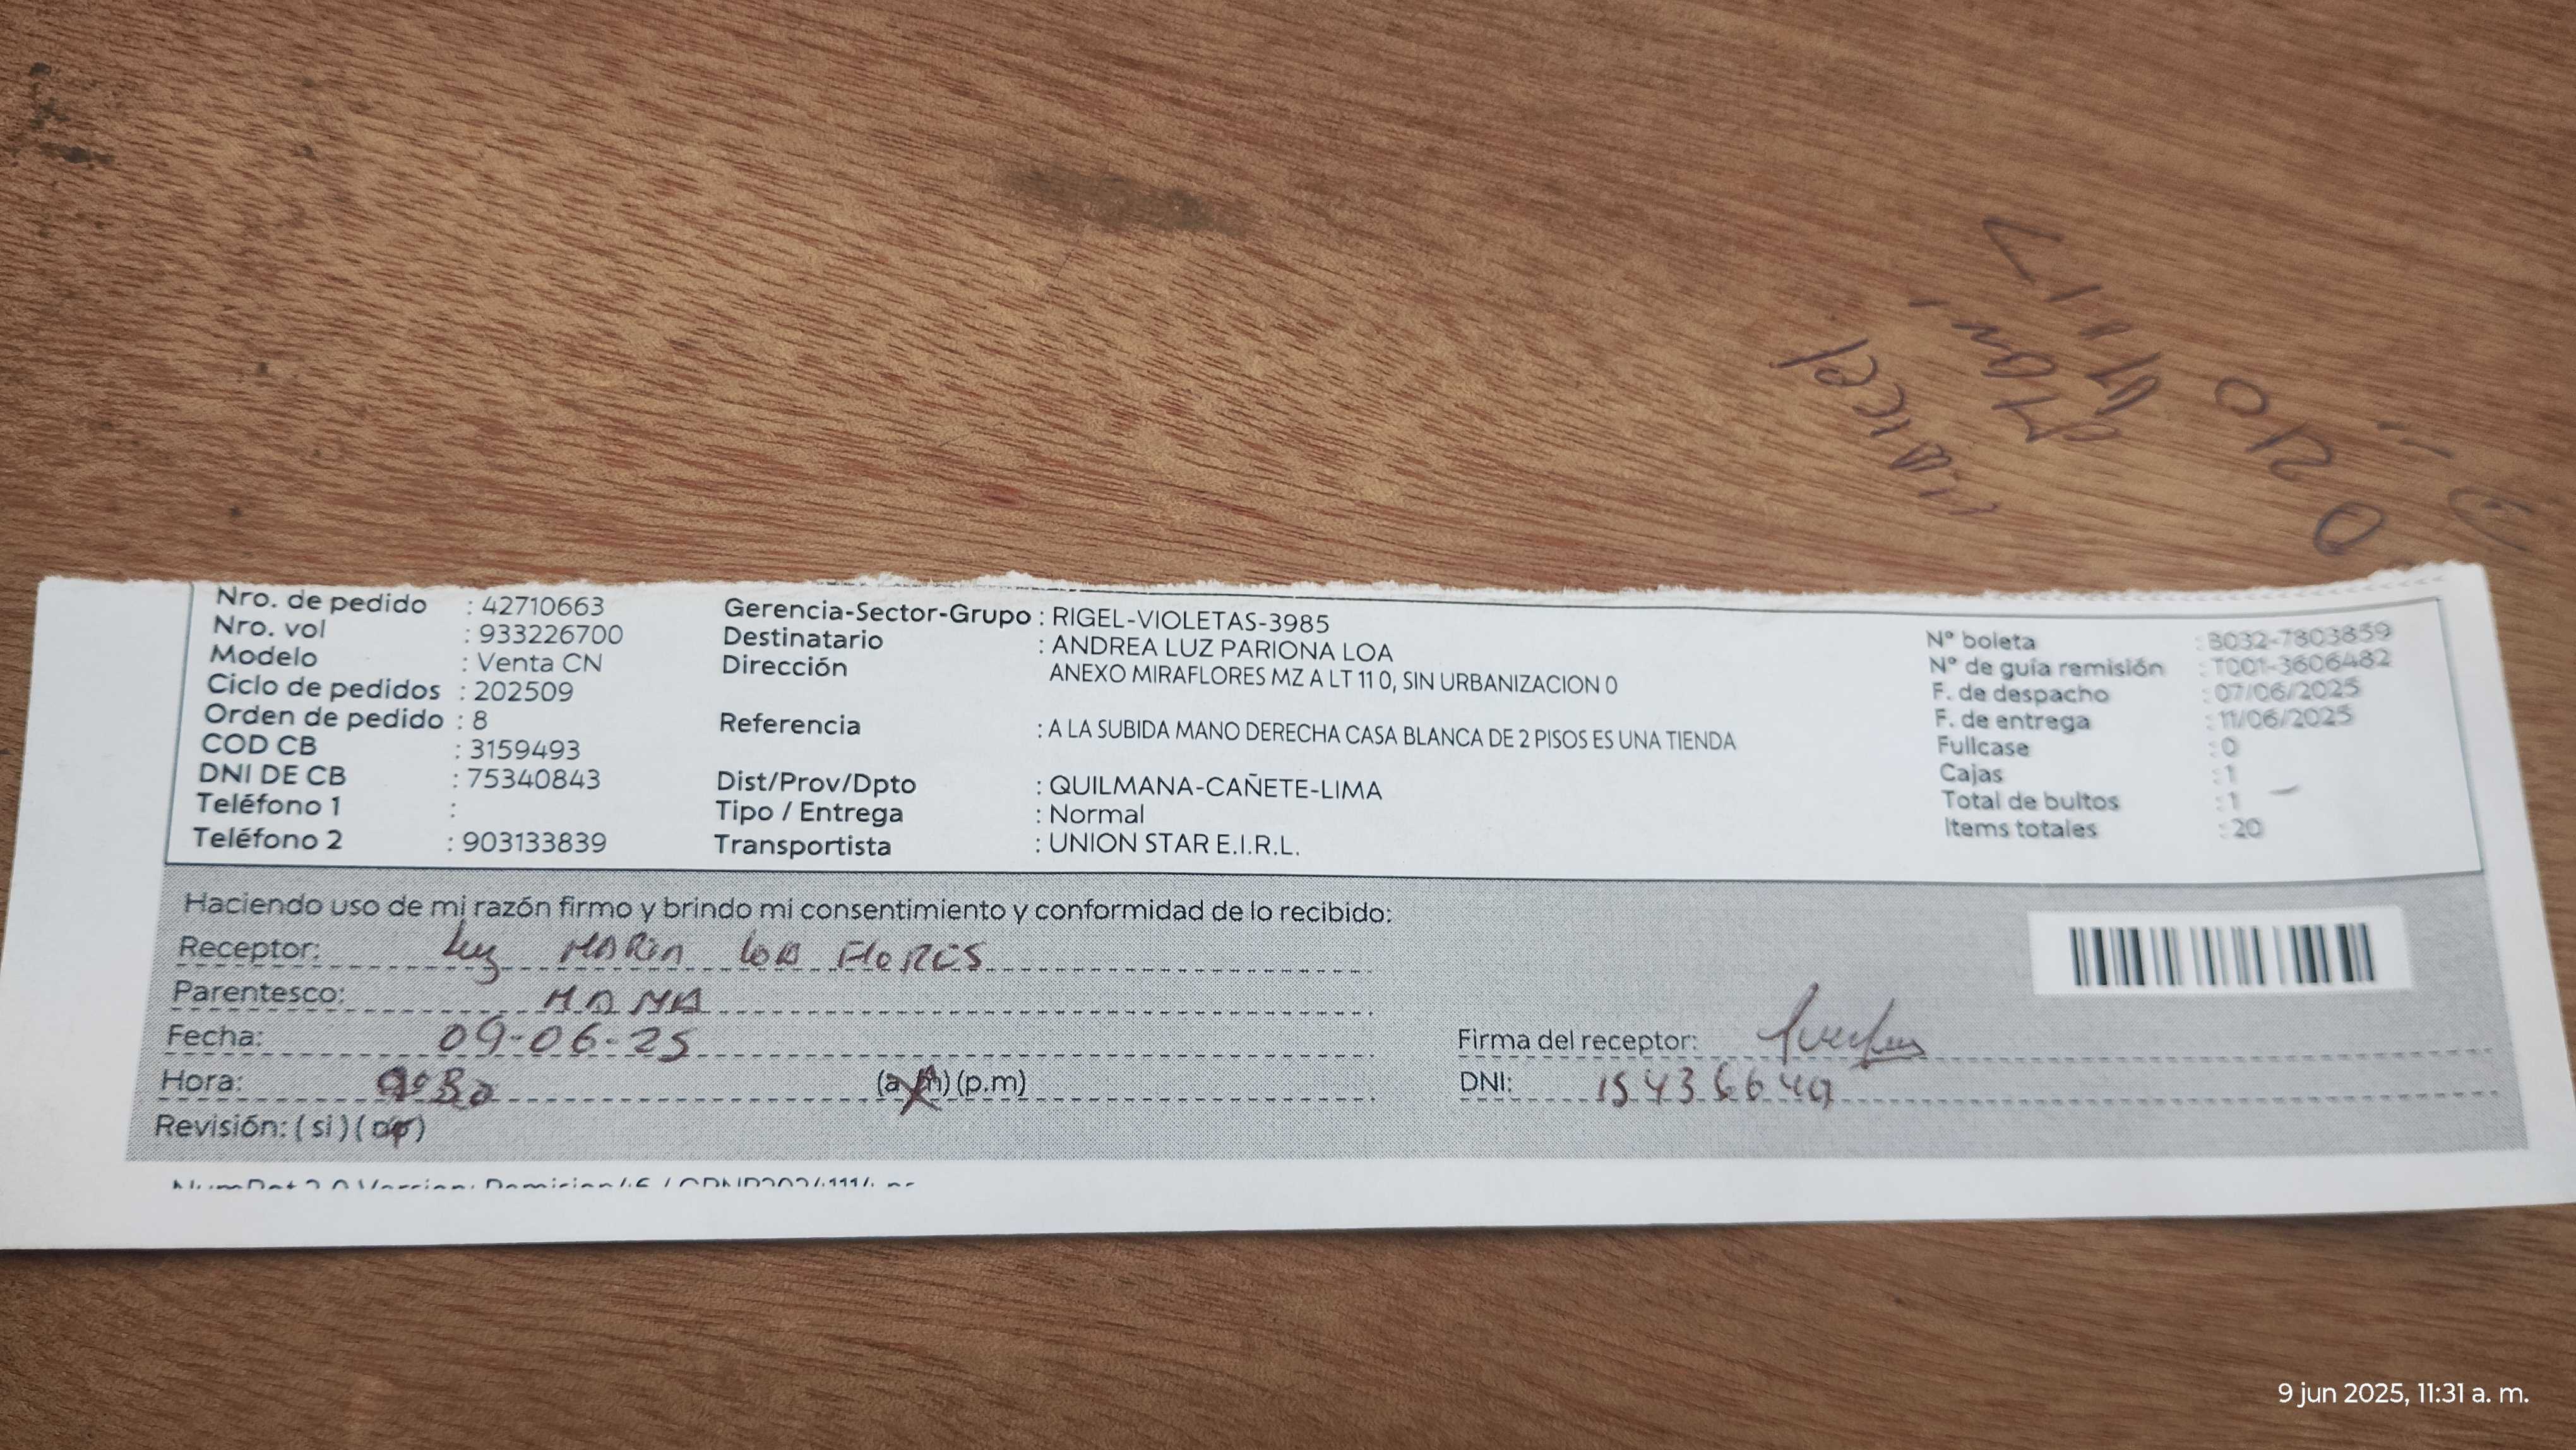 Nro. de pedido : 42710663
Nro. vol : 933226700
Modelo : Venta CN
Ciclo de pedidos : 202509
Orden de pedido : 8
COD CB : 3159493
DNI DE CB : 75340843
Teléfono 1 :
Teléfono 2 : 903133839
Gerencia-Sector-Grupo : RIGEL-VIOLETAS-3985
Destinatario : ANDREA LUZ PARIONA LOA
Dirección ANEXO MIRAFLORES MZ A LT 11 0, SIN URBANIZACION 0
Referencia : A LA SUBIDA MANO DERECHA CASA BLANCA DE 2 PISOS ES UNA TIENDA
Dist/Prov/Dpto : QUILMANA-CAÑETE-LIMA
Tipo / Entrega : Normal
Transportista : UNION STAR E.I.R.L.
N° boleta : B032-7803859
N° de guía remisión : T001-3606482
F. de despacho : 07/06/2025
F. de entrega : 11/06/2025
Fullcase : 0
Cajas : 1
Total de bultos : 1
Items totales : 20
Haciendo uso de mi razón firmo y brindo mi consentimiento y conformidad de lo recibido:
Receptor: Luz MARIA LOA FLORES
Parentesco: MAMA
Fecha: 09-06-25
Hora: (a.m) (p.m)
Revisión: ( si ) ( no )
Firma del receptor:
DNI: 15436649
9 jun 2025, 11:31 a. m.